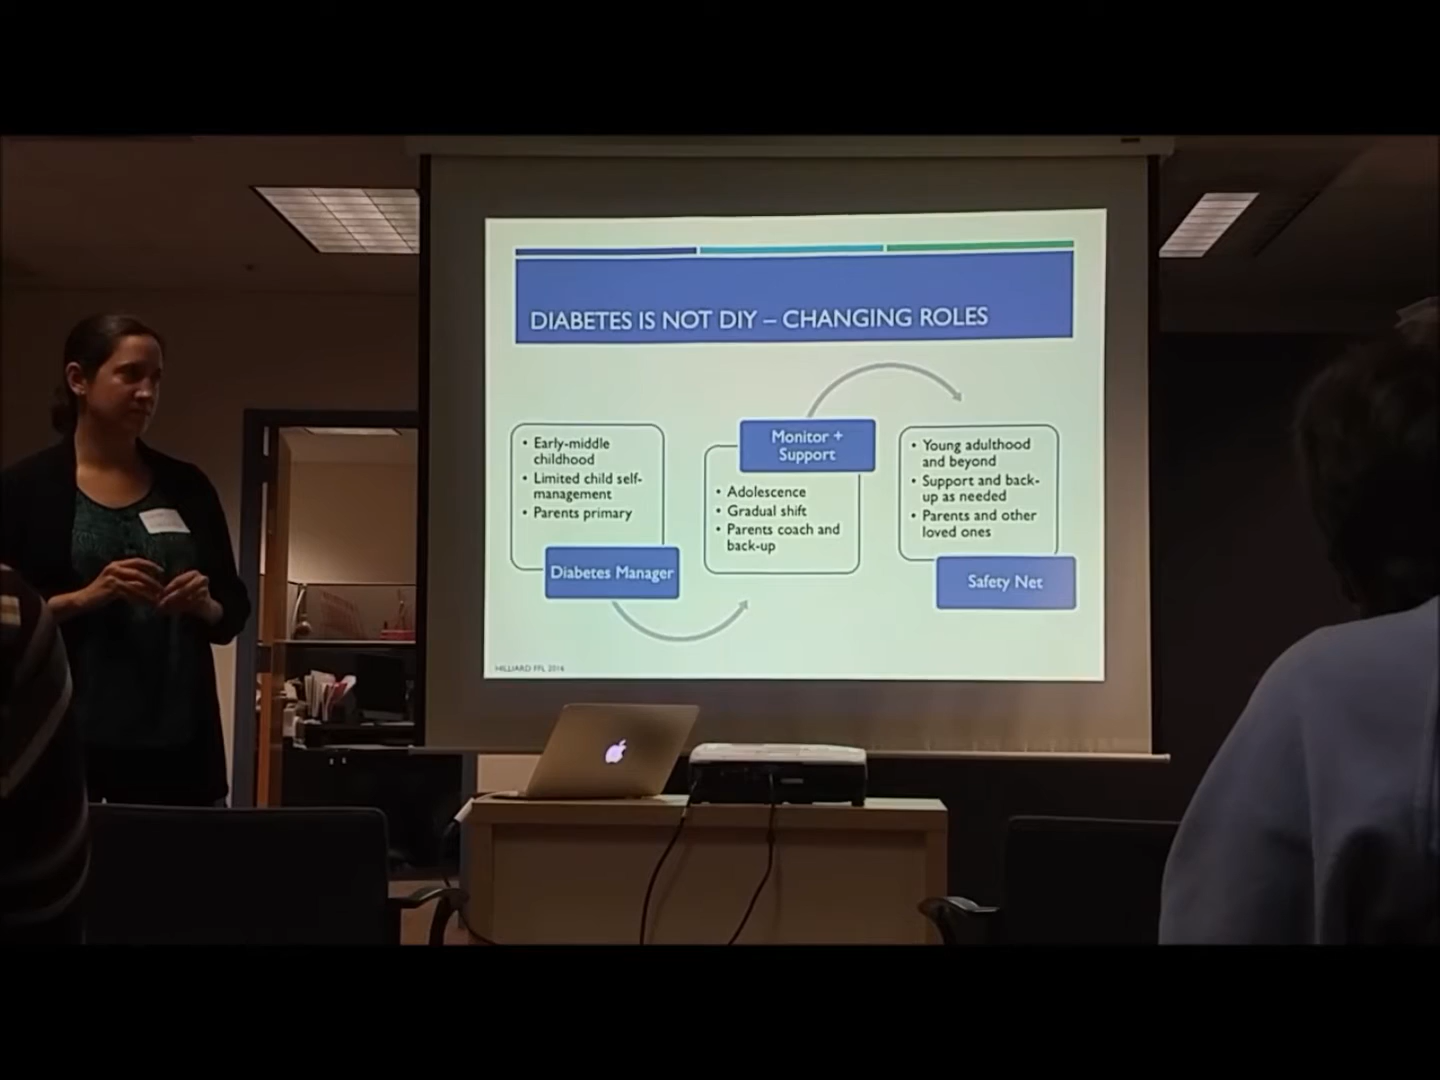 DIABETES IS NOT DIY – CHANGING ROLES
• Early-middle
childhood
• Limited child self-
management
• Parents primary
Diabetes Manager
Monitor +
Support
• Adolescence
• Gradual shift
• Parents coach and
back-up
• Young adulthood
and beyond
• Support and back-
up as needed
• Parents and other
loved ones
Safety Net
HILLIARD FFL 2016